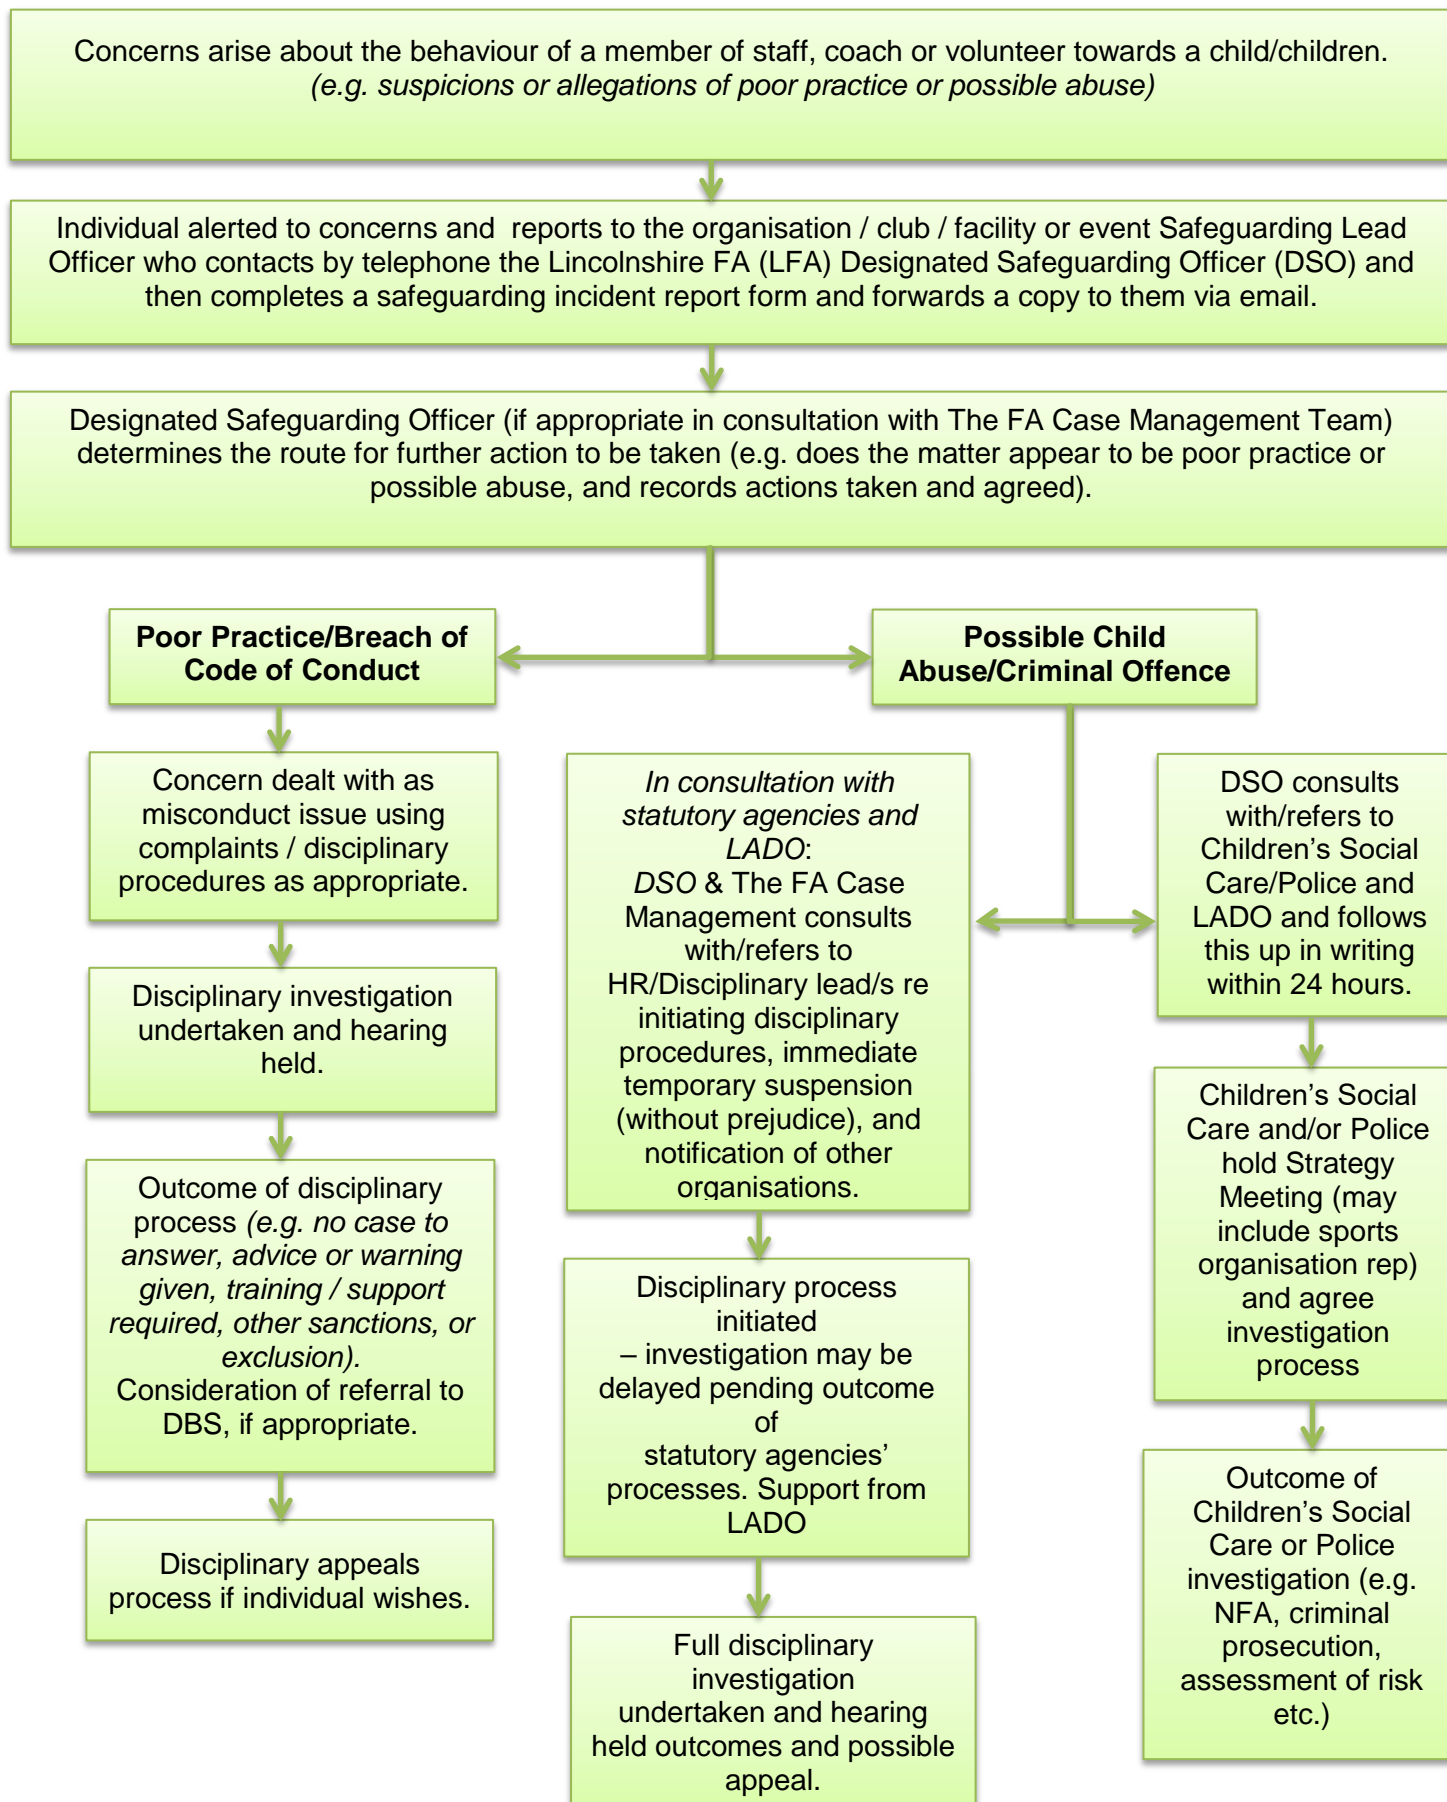 Concerns arise about the behaviour of a member of staff, coach or volunteer towards a child/children.
(e.g. suspicions or allegations of poor practice or possible abuse)
Individual alerted to concerns and  reports to the organisation / club / facility or event Safeguarding Lead
Officer who contacts by telephone the Lincolnshire FA (LFA) Designated Safeguarding Officer (DSO) and
then completes a safeguarding incident report form and forwards a copy to them via email.
Designated Safeguarding Officer (if appropriate in consultation with The FA Case Management Team)
determines the route for further action to be taken (e.g. does the matter appear to be poor practice or
possible abuse, and records actions taken and agreed).
Poor Practice/Breach of
Code of Conduct
Concern dealt with as
misconduct issue using
complaints / disciplinary
procedures as appropriate.
Disciplinary investigation
undertaken and hearing
held.
Outcome of disciplinary
process (e.g. no case to
answer, advice or warning
given, training / support
required, other sanctions, or
exclusion).
Consideration of referral to
DBS, if appropriate.
Disciplinary appeals
process if individual wishes.
Possible Child
Abuse/Criminal Offence
In consultation with
statutory agencies and
LADO:
DSO & The FA Case
Management consults
with/refers to
HR/Disciplinary lead/s re
initiating disciplinary
procedures, immediate
temporary suspension
(without prejudice), and
notification of other
organisations.
Disciplinary process
initiated
– investigation may be
delayed pending outcome
of
statutory agencies’
processes. Support from
LADO
Full disciplinary
investigation
undertaken and hearing
held outcomes and possible
appeal.
DSO consults
with/refers to
Children’s Social
Care/Police and
LADO and follows
this up in writing
within 24 hours.
Children’s Social
Care and/or Police
hold Strategy
Meeting (may
include sports
organisation rep)
and agree
investigation
process
Outcome of
Children’s Social
Care or Police
investigation (e.g.
NFA, criminal
prosecution,
assessment of risk
etc.)